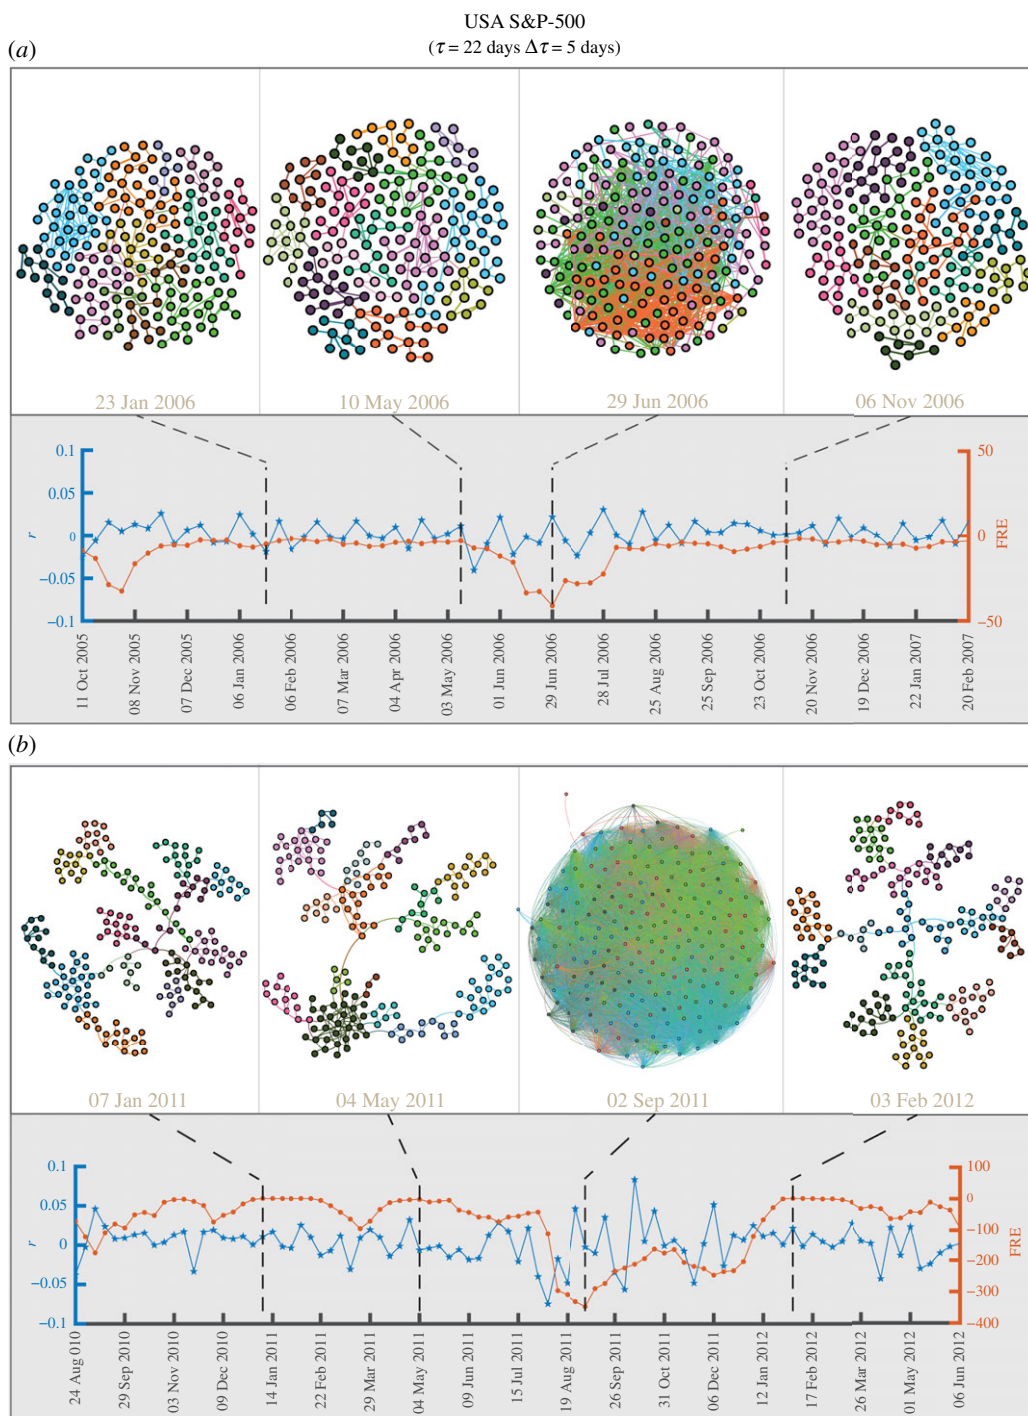 USA S&P-500
(τ = 22 days Δτ = 5 days)
(a)
23 Jan 2006
10 May 2006
29 Jun 2006
06 Nov 2006
0.1
0.05
0
−0.05
−0.1
r
50
0
−50
FRE
11 Oct 2005
08 Nov 2005
07 Dec 2005
06 Jan 2006
06 Feb 2006
07 Mar 2006
04 Apr 2006
03 May 2006
01 Jun 2006
29 Jun 2006
28 Jul 2006
25 Aug 2006
25 Sep 2006
23 Oct 2006
20 Nov 2006
19 Dec 2006
22 Jan 2007
20 Feb 2007
(b)
07 Jan 2011
04 May 2011
02 Sep 2011
03 Feb 2012
0.1
0.05
0
−0.05
−0.1
r
100
0
−100
−200
−300
−400
FRE
24 Aug 010
29 Sep 2010
03 Nov 2010
09 Dec 2010
14 Jan 2011
22 Feb 2011
29 Mar 2011
04 May 2011
09 Jun 2011
15 Jul 2011
19 Aug 2011
26 Sep 2011
31 Oct 2011
06 Dec 2011
12 Jan 2012
17 Feb 2012
26 Mar 2012
01 May 2012
06 Jun 2012